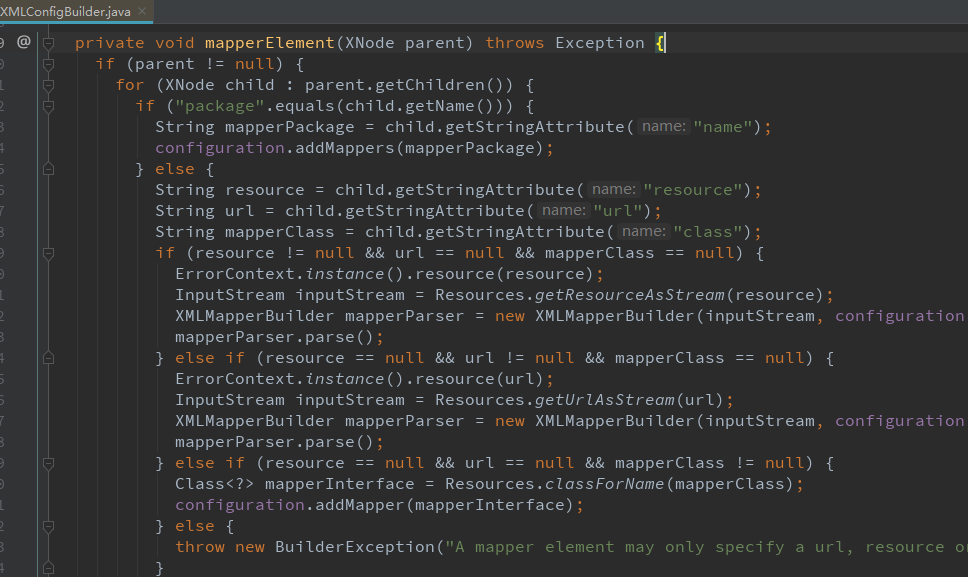 XMLConfigBuilder.java ×
@ private void mapperElement(XNode parent) throws Exception {
if (parent != null) {
for (XNode child : parent.getChildren()) {
if ("package".equals(child.getName())) {
String mapperPackage = child.getStringAttribute( name: "name");
configuration.addMappers(mapperPackage);
} else {
String resource = child.getStringAttribute( name: "resource");
String url = child.getStringAttribute( name: "url");
String mapperClass = child.getStringAttribute( name: "class");
if (resource != null && url == null && mapperClass == null) {
ErrorContext.instance().resource(resource);
InputStream inputStream = Resources.getResourceAsStream(resource);
XMLMapperBuilder mapperParser = new XMLMapperBuilder(inputStream, configuration
mapperParser.parse();
} else if (resource == null && url != null && mapperClass == null) {
ErrorContext.instance().resource(url);
InputStream inputStream = Resources.getUrlAsStream(url);
XMLMapperBuilder mapperParser = new XMLMapperBuilder(inputStream, configuration
mapperParser.parse();
} else if (resource == null && url == null && mapperClass != null) {
Class<?> mapperInterface = Resources.classForName(mapperClass);
configuration.addMapper(mapperInterface);
} else {
throw new BuilderException("A mapper element may only specify a url, resource or
}